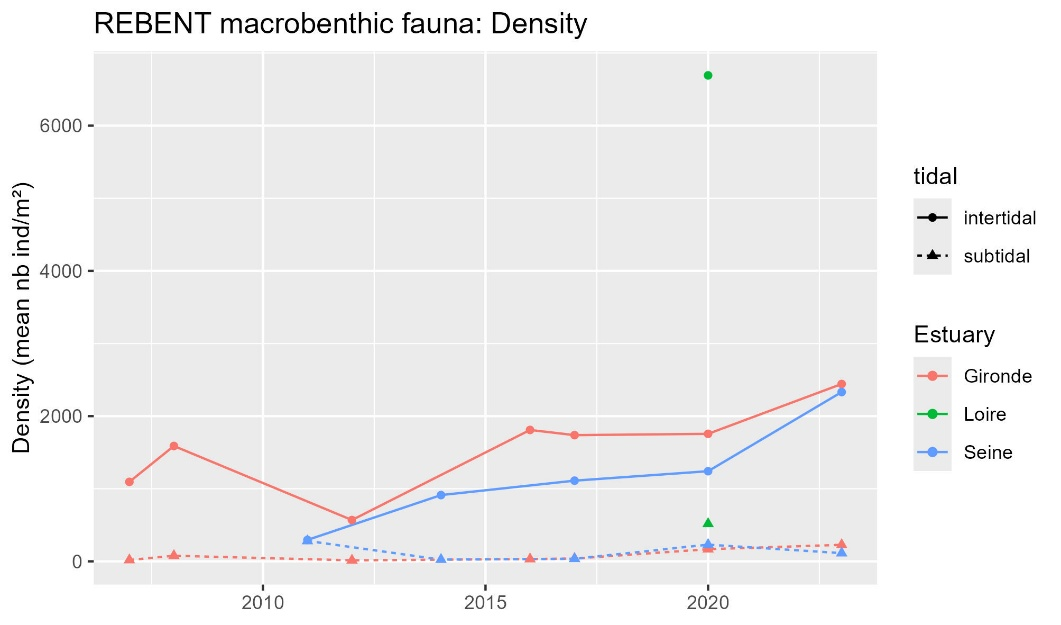 REBENT macrobenthic fauna: Density
Density (mean nb ind/m²)
6000
4000
2000
0
2010 2015 2020
tidal
intertidal
subtidal
Estuary
Gironde
Loire
Seine